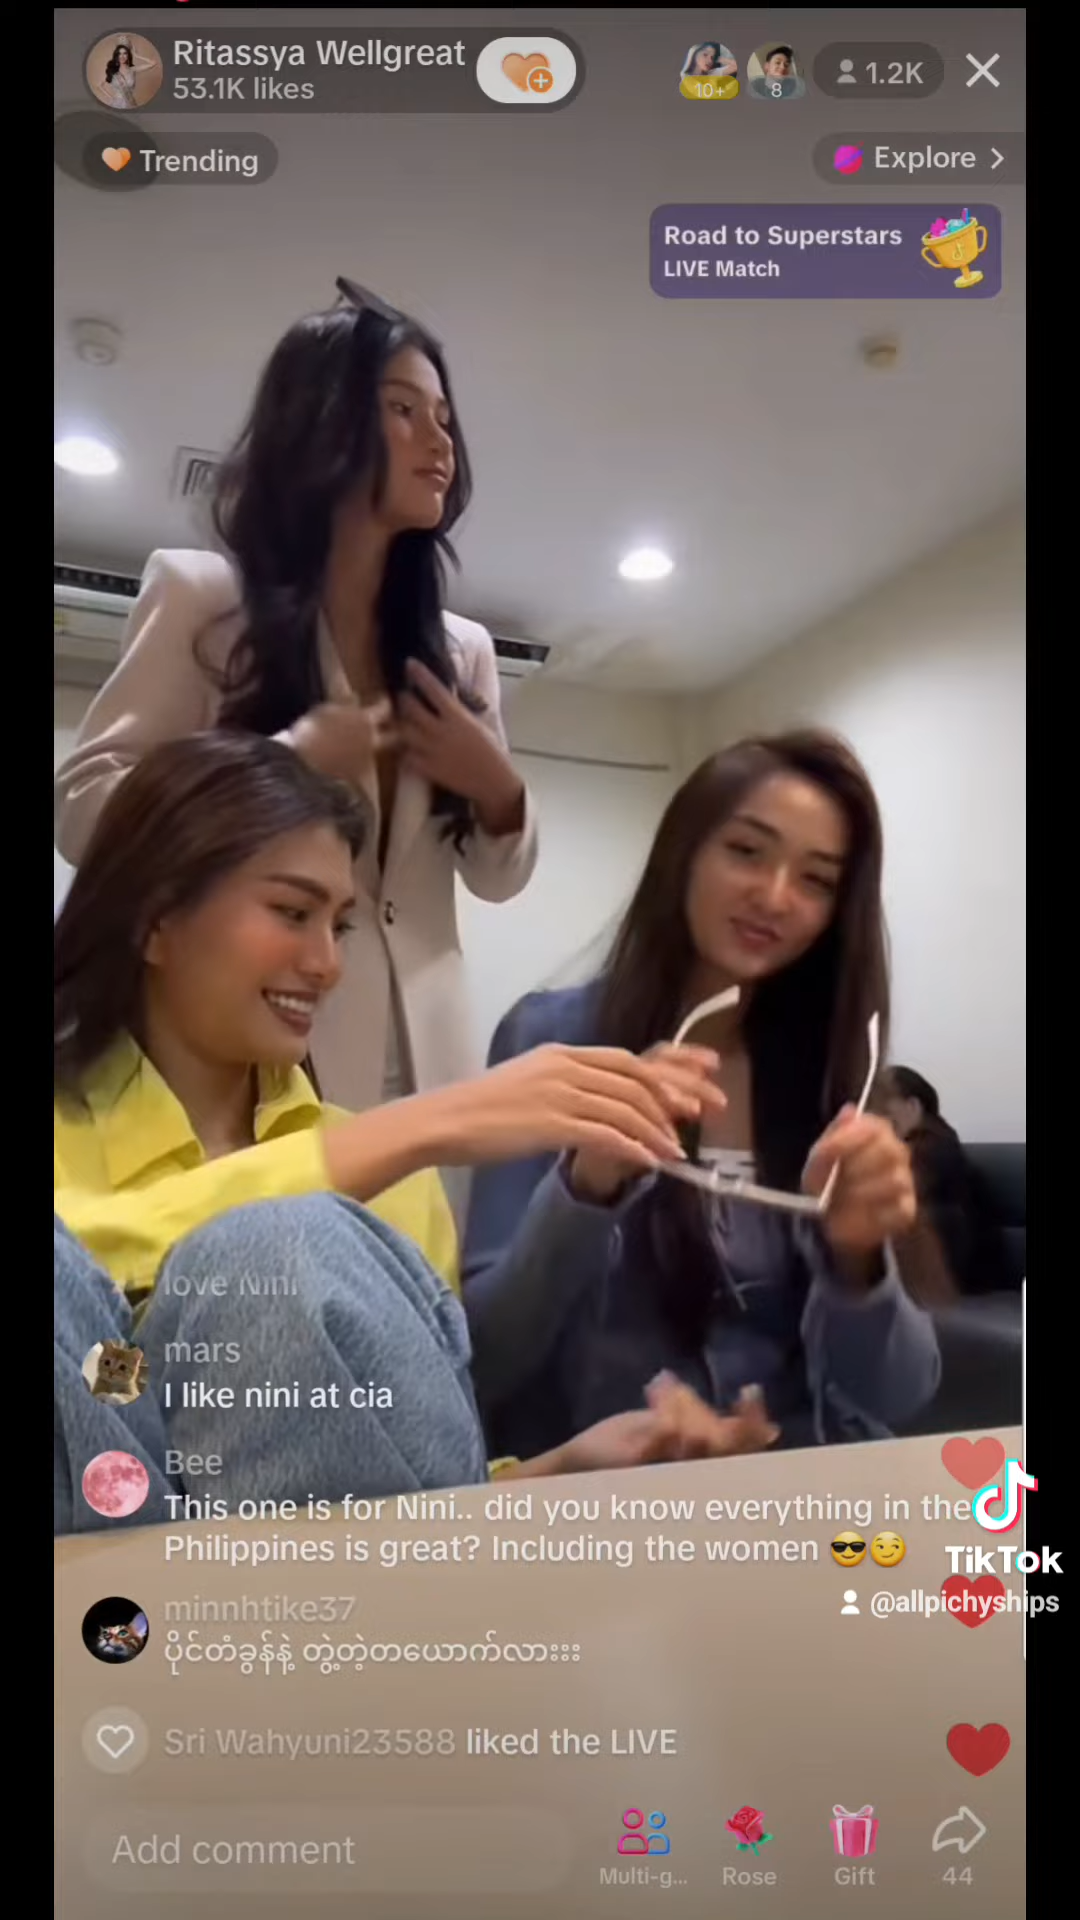 Ritassya Wellgreat
53.1K likes
10+
8
1.2K
Trending
Explore >
Road to Superstars
LIVE Match
love Nini
mars
I like nini at cia
Bee
This one is for Nini.. did you know everything in the
Philippines is great? Including the women 😎😏
TikTok
@allpichyships
minnhtike37
ပိုင်တံခွန်နဲ့ တွဲ့တဲ့တယောက်လား::
Sri Wahyuni23588 liked the LIVE
Add comment
Multi-g...
Rose
Gift
44